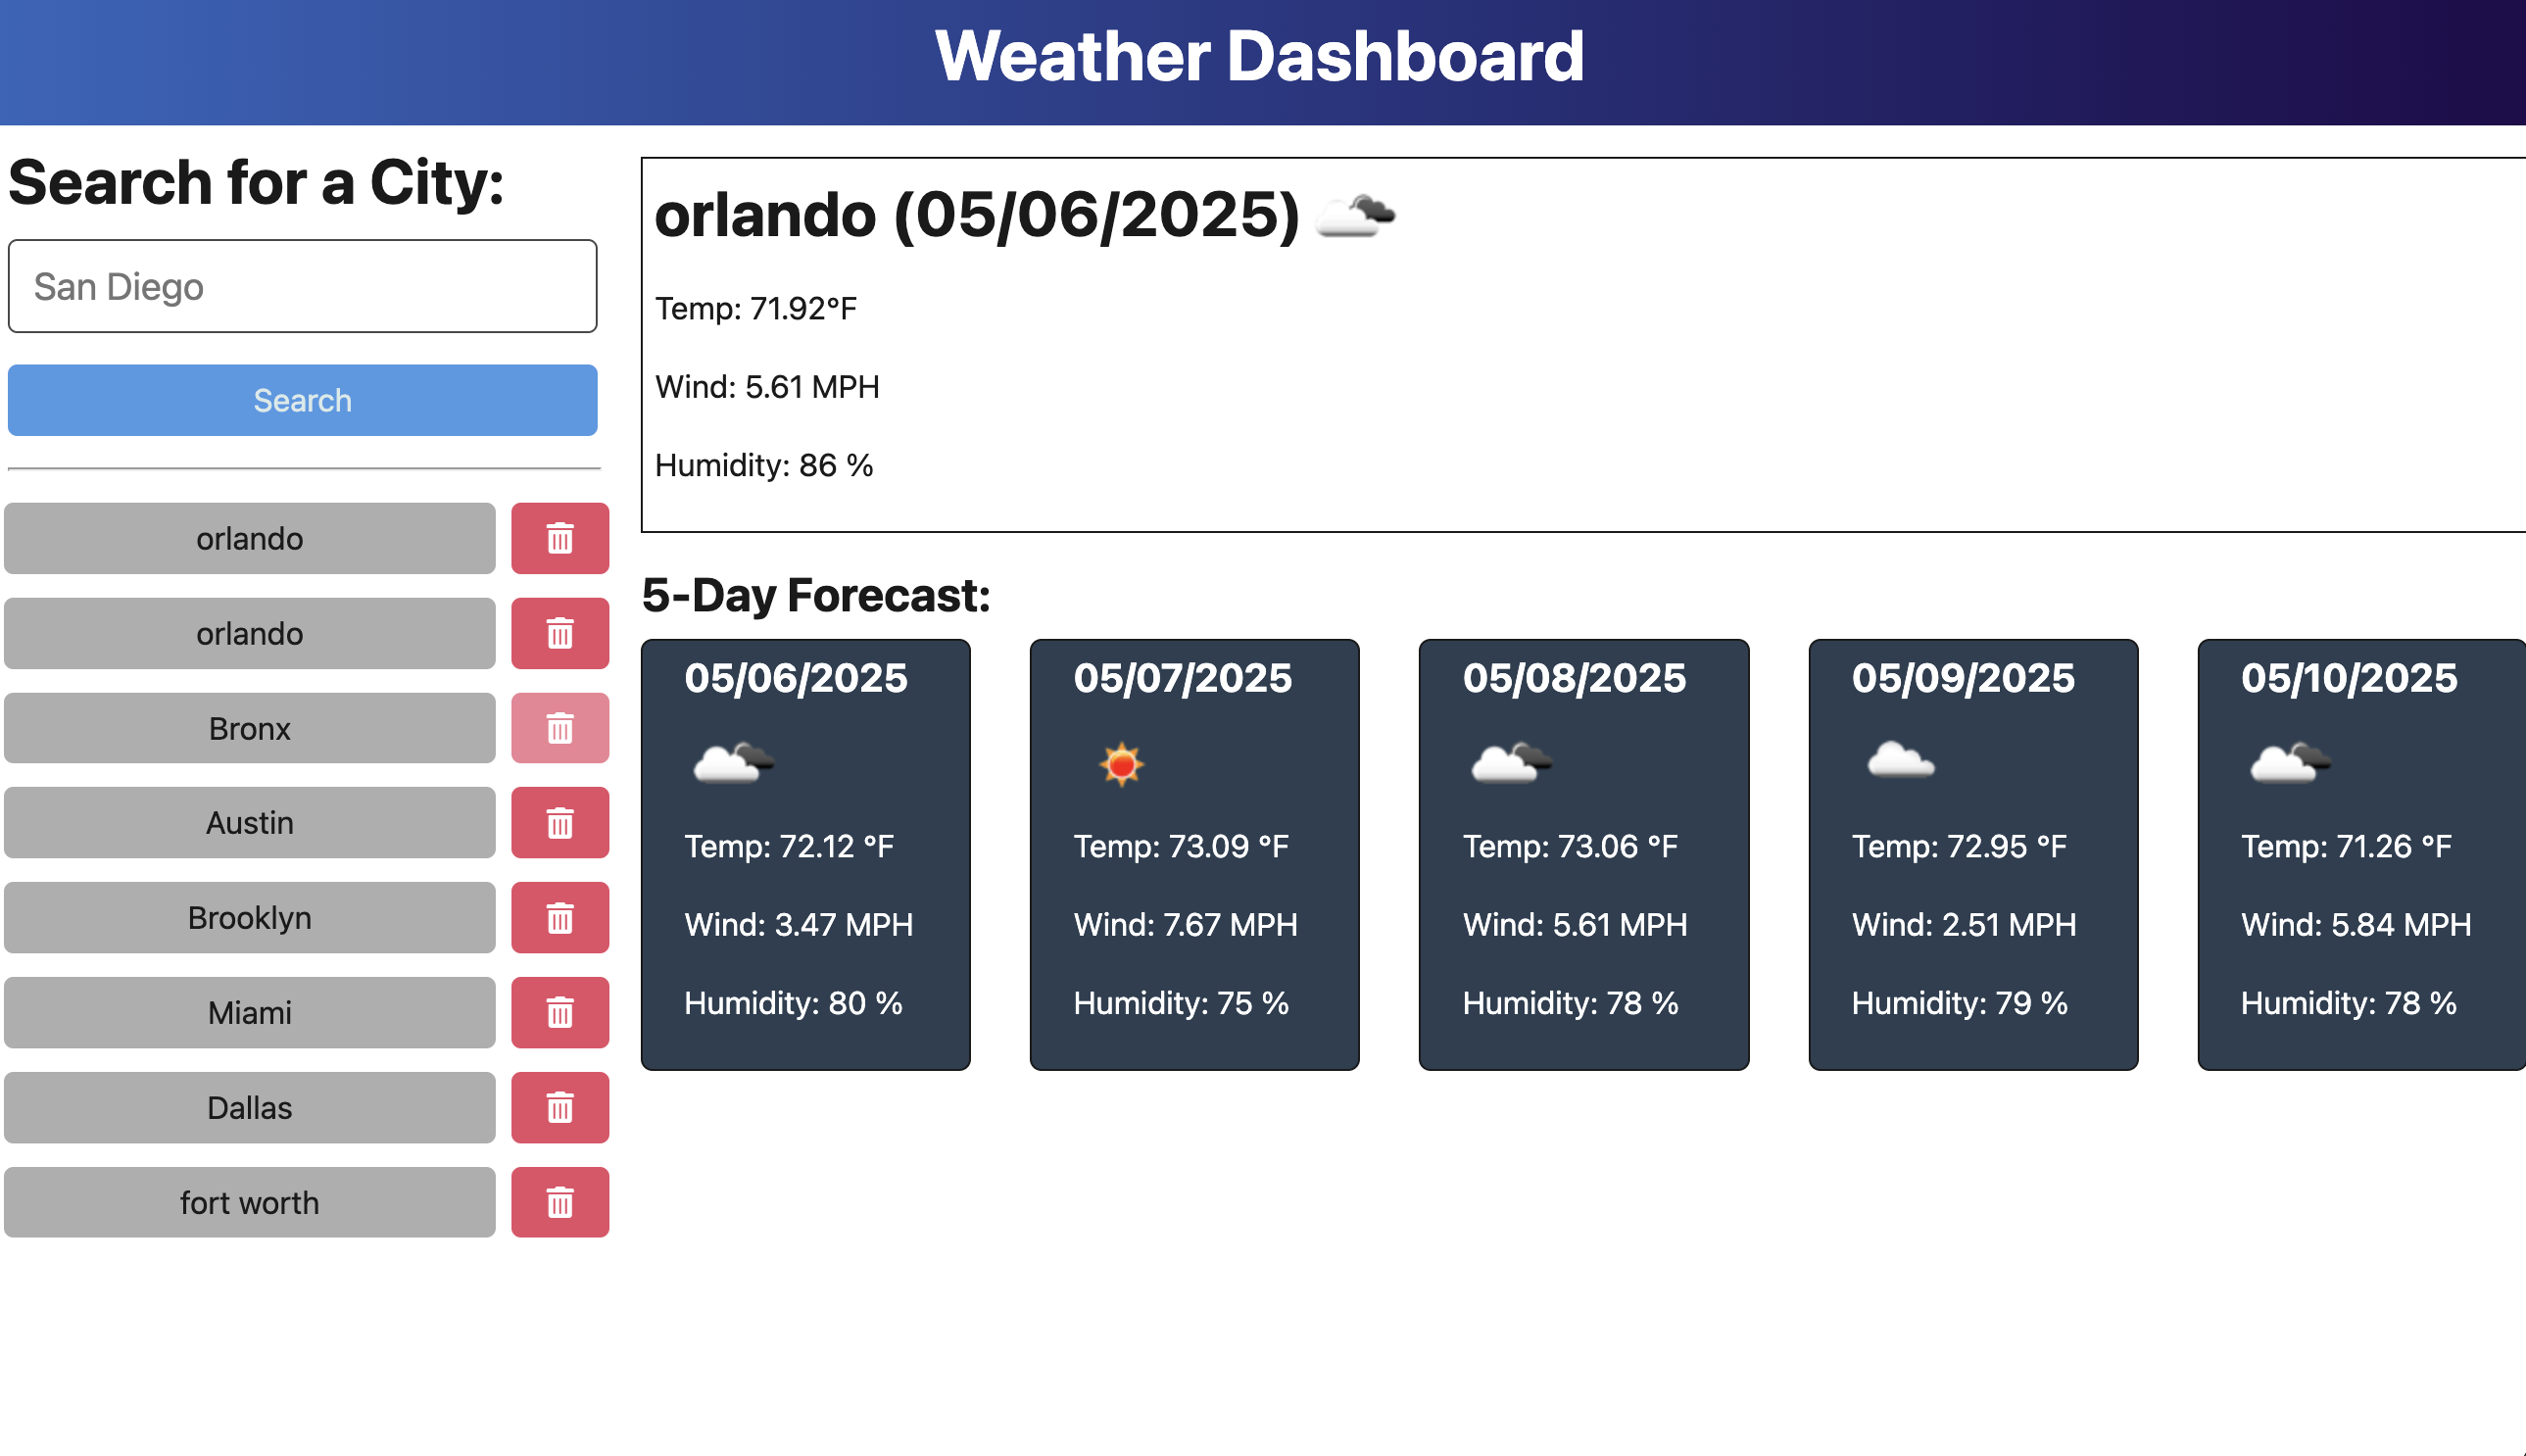 Weather Dashboard
Search for a City:
San Diego
Search
orlando
orlando
Bronx
Austin
Brooklyn
Miami
Dallas
fort worth
orlando (05/06/2025)
Temp: 71.92°F
Wind: 5.61 MPH
Humidity: 86 %
5-Day Forecast:
05/06/2025
Temp: 72.12 °F
Wind: 3.47 MPH
Humidity: 80 %
05/07/2025
Temp: 73.09 °F
Wind: 7.67 MPH
Humidity: 75 %
05/08/2025
Temp: 73.06 °F
Wind: 5.61 MPH
Humidity: 78 %
05/09/2025
Temp: 72.95 °F
Wind: 2.51 MPH
Humidity: 79 %
05/10/2025
Temp: 71.26 °F
Wind: 5.84 MPH
Humidity: 78 %